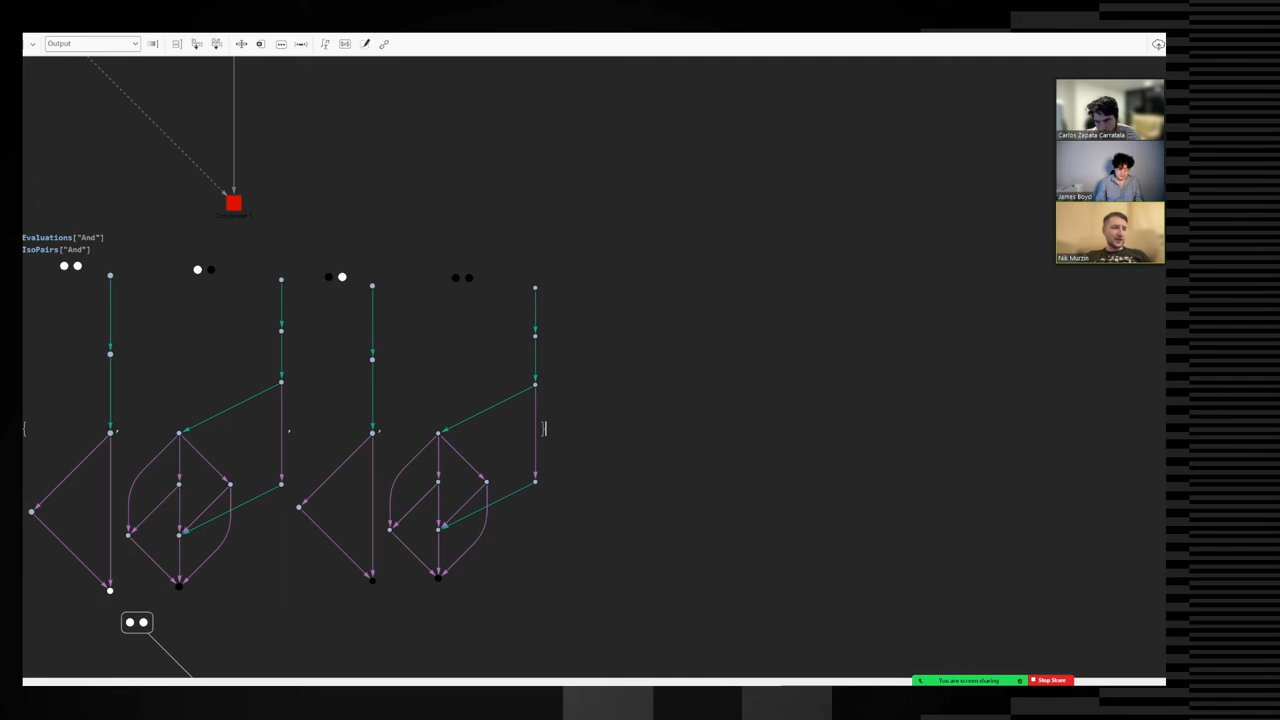 Output
Carlos Zapata Carratala
James Boyd
Nik Murzin
Evaluations["And"]
IsoPairs["And"]
{
,
,
,
}
You are screen sharing
Stop Share